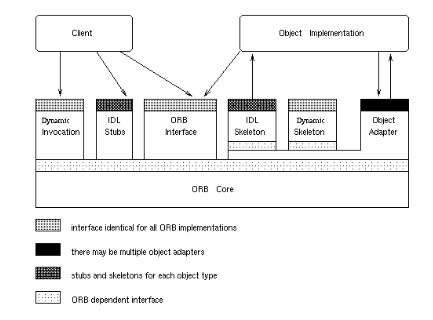 Client
Object Implementation
Dynamic
Invocation
IDL
Stubs
ORB
Interface
IDL
Skeleton
Dynamic
Skeleton
Object
Adapter
ORB Core
interface identical for all ORB implementations
there may be multiple object adapters
stubs and skeletons for each object type
ORB dependent interface